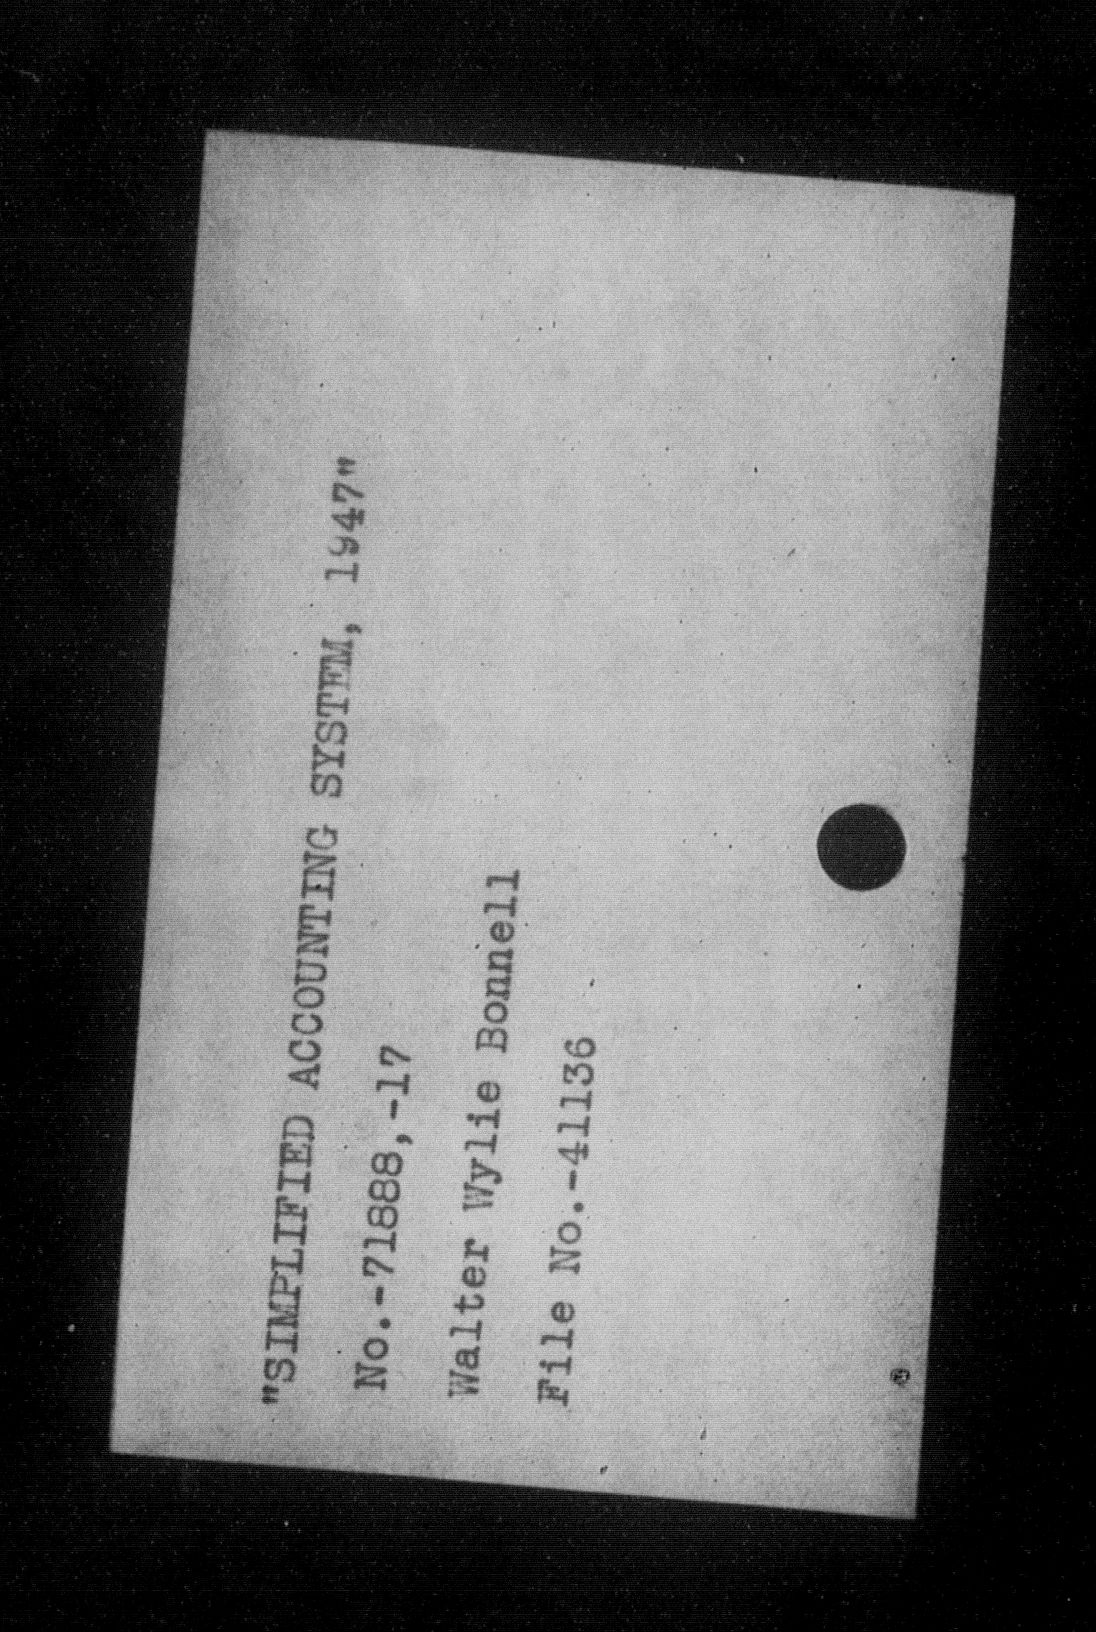 "SIMPLIFIED ACCOUNTING SYSTEM, 1947"
No.-71888,-17
Walter Wylie Bonnell
File No.-41136